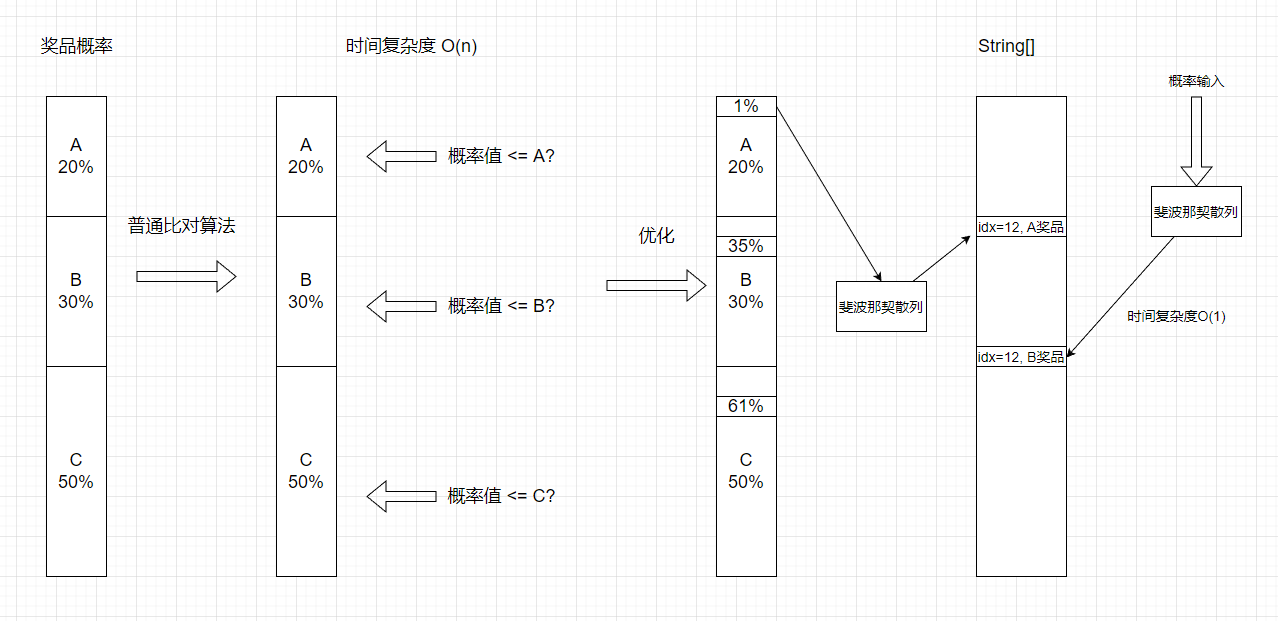 奖品概率
时间复杂度 O(n)
String[]
概率输入
A
20%
B
30%
C
50%
普通比对算法
A
20%
B
30%
C
50%
概率值 <= A?
概率值 <= B?
概率值 <= C?
优化
1%
A
20%
35%
B
30%
61%
C
50%
斐波那契散列
idx=12, A奖品
idx=12, B奖品
斐波那契散列
时间复杂度O(1)